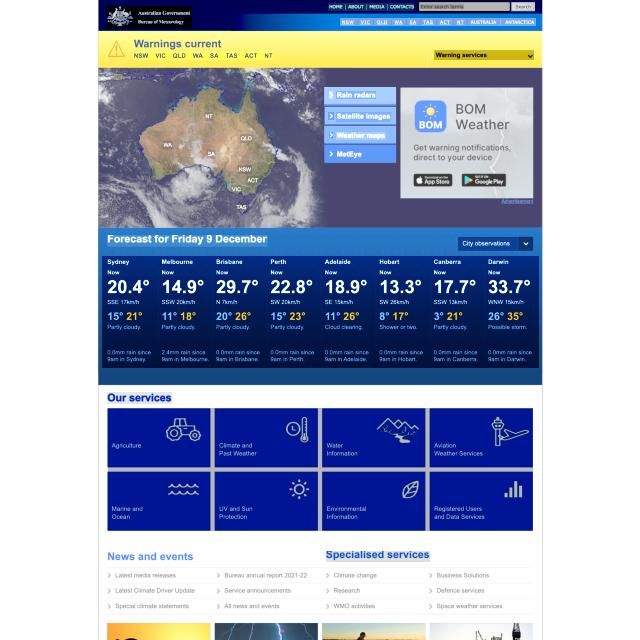 Australian Government
Bureau of Meteorology
HOME | ABOUT | MEDIA | CONTACTS
Enter search terms
Search
NSW VIC QLD WA SA TAS ACT NT AUSTRALIA ANTARCTICA
Warnings current
NSW VIC QLD WA SA TAS ACT NT
Warning services
NT
QLD
WA
SA
NSW
ACT
VIC
TAS
Rain radars
Satellite images
Weather maps
MetEye
BOM
BOM
Weather
Get warning notifications,
direct to your device
Download on the
App Store
GET IT ON
Google Play
Advertisement
Forecast for Friday 9 December
City observations
Sydney Melbourne Brisbane Perth Adelaide Hobart Canberra Darwin
Now Now Now Now Now Now Now Now
20.4° 14.9° 29.7° 22.8° 18.9° 13.3° 17.7° 33.7°
SSE 17km/h SSW 20km/h N 7km/h SW 20km/h SE 15km/h SW 26km/h SSW 13km/h WNW 15km/h
15° 21° 11° 18° 20° 26° 15° 23° 11° 26° 8° 17° 3° 21° 26° 35°
Partly cloudy. Partly cloudy. Partly cloudy. Partly cloudy. Cloud clearing. Shower or two. Partly cloudy. Possible storm.
0.0mm rain since 2.4mm rain since 0.0mm rain since 0.0mm rain since 0.0mm rain since 0.0mm rain since 0.0mm rain since 0.0mm rain since
9am in Sydney. 9am in Melbourne. 9am in Brisbane. 9am in Perth. 9am in Adelaide. 9am in Hobart. 9am in Canberra. 9am in Darwin.
Our services
Agriculture
Climate and
Past Weather
Water
Information
Aviation
Weather Services
Marine and
Ocean
UV and Sun
Protection
Environmental
Information
Registered Users
and Data Services
News and events
Specialised services
Latest media releases Bureau annual report 2021-22 Climate change Business Solutions
Latest Climate Driver Update Service announcements Research Defence services
Special climate statements All news and events WMO activities Space weather services